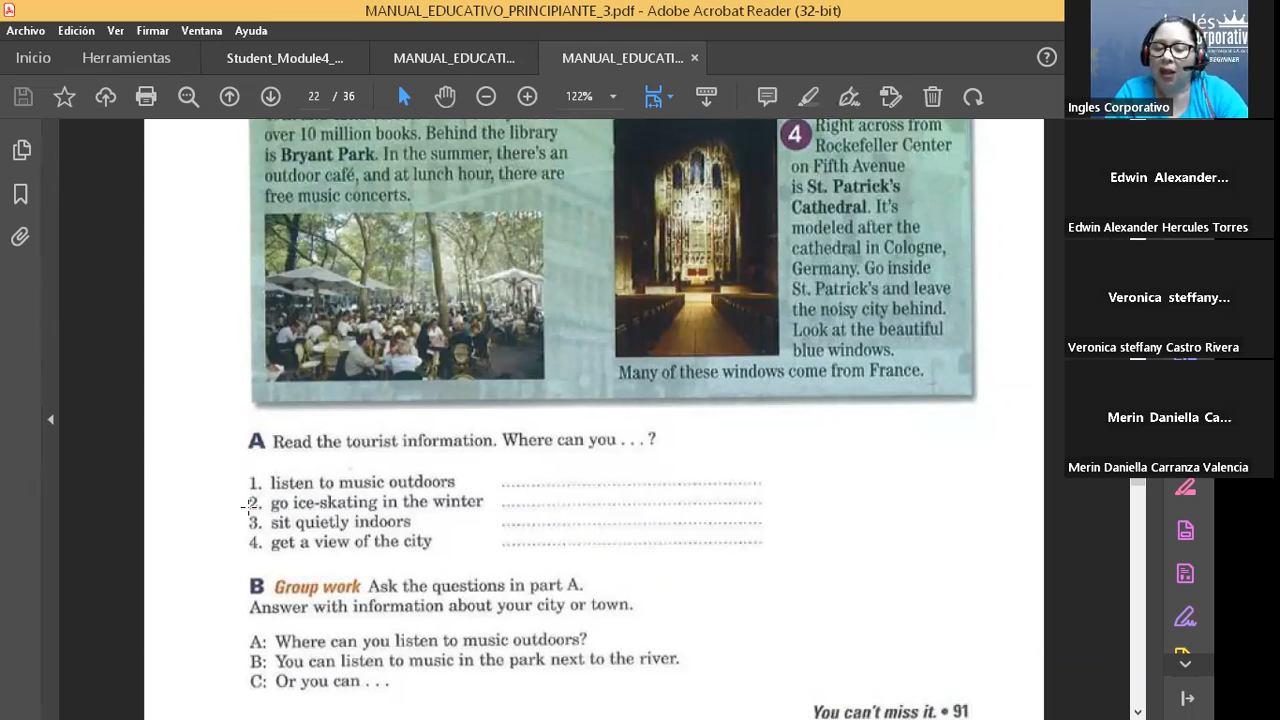 MANUAL_EDUCATIVO_PRINCIPIANTE_3.pdf - Adobe Acrobat Reader (32-bit)
Archivo Edición Ver Firmar Ventana Ayuda
Inicio Herramientas Student_Module4_... MANUAL_EDUCATI... MANUAL_EDUCATI... ×
22 / 36 122%
over 10 million books. Behind the library
is Bryant Park. In the summer, there's an
outdoor café, and at lunch hour, there are
free music concerts.
4 Right across from
Rockefeller Center
on Fifth Avenue
is St. Patrick's
Cathedral. It's
modeled after the
cathedral in Cologne,
Germany. Go inside
St. Patrick's and leave
the noisy city behind.
Look at the beautiful
blue windows.
Many of these windows come from France.
A Read the tourist information. Where can you . . . ?
1. listen to music outdoors
2. go ice-skating in the winter
3. sit quietly indoors
4. get a view of the city
B Group work Ask the questions in part A.
Answer with information about your city or town.
A: Where can you listen to music outdoors?
B: You can listen to music in the park next to the river.
C: Or you can . . .
You can't miss it. • 91
Inglés
Corporativo
BEGINNER
Ingles Corporativo
Edwin Alexander...
Edwin Alexander Hercules Torres
Veronica steffany...
Veronica steffany Castro Rivera
Merin Daniella Ca...
Merin Daniella Carranza Valencia